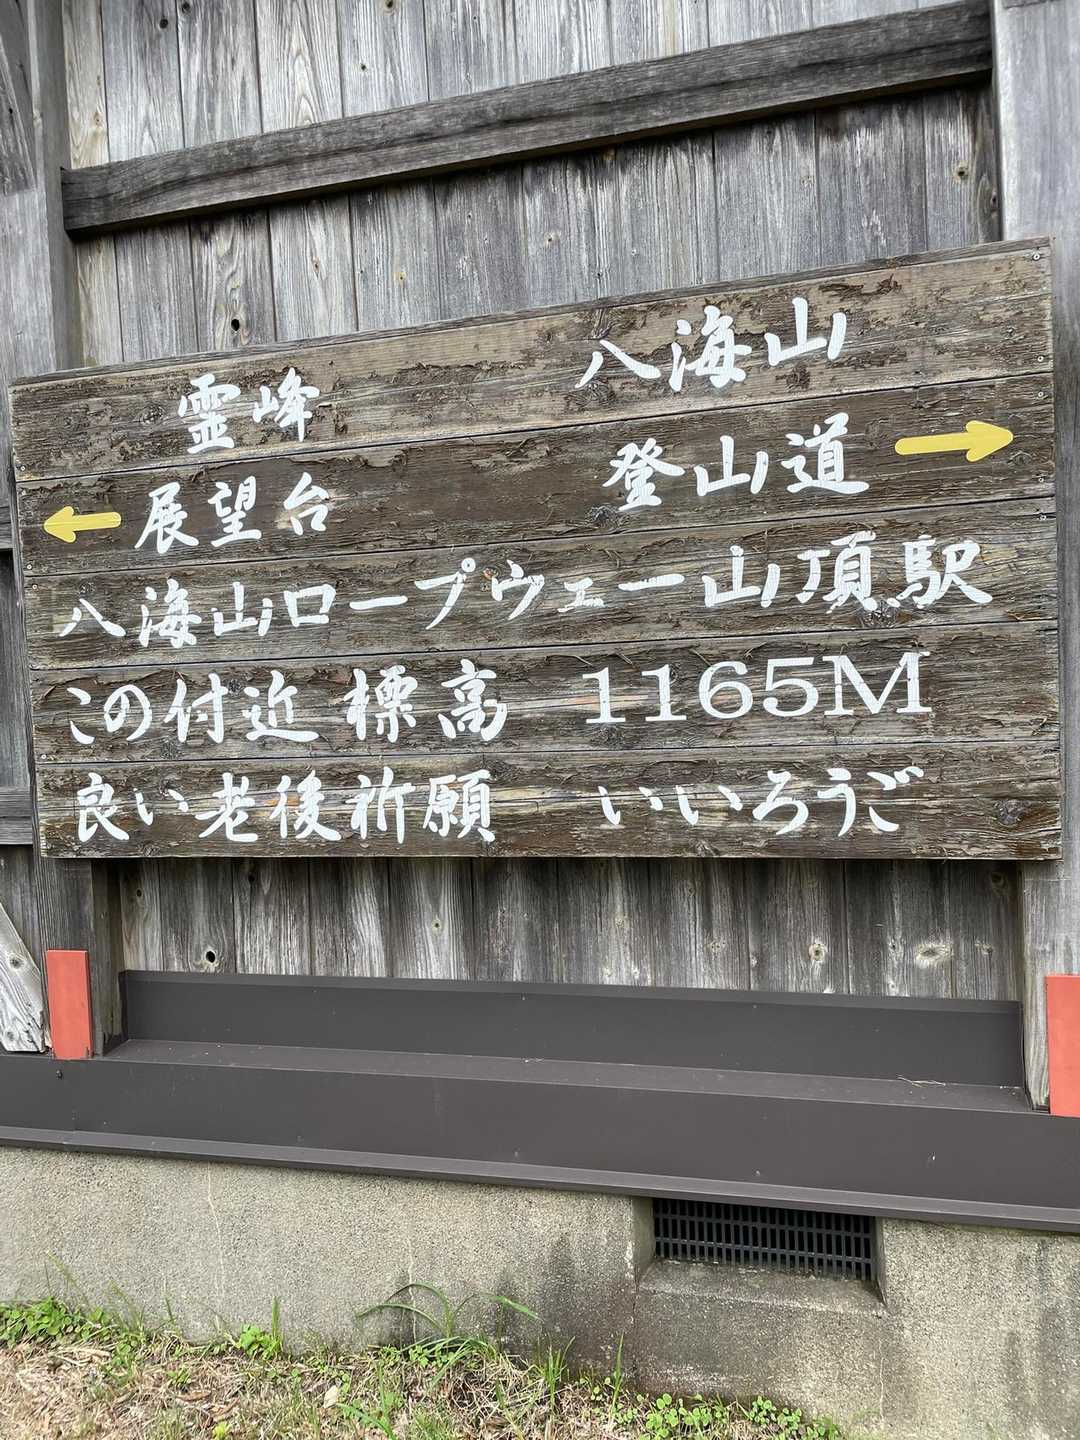 霊峰 八海山
展望台 登山道
八海山ロープウェー山頂駅
この付近 標高 1165M
良い老後祈願 いいろうご